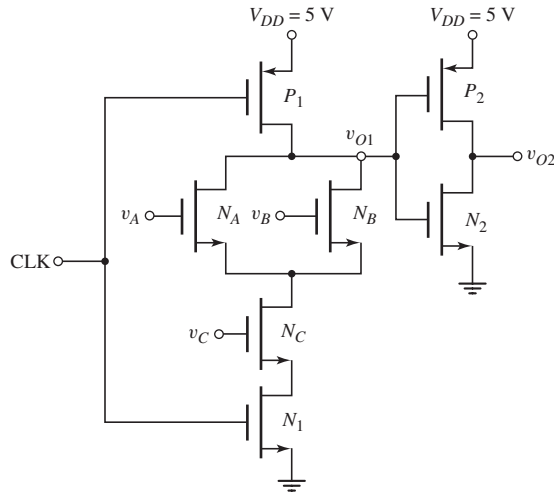 V_DD = 5 V
V_DD = 5 V
P_1
P_2
v_O1
v_O2
v_A
N_A
v_B
N_B
N_2
CLK
v_C
N_C
N_1